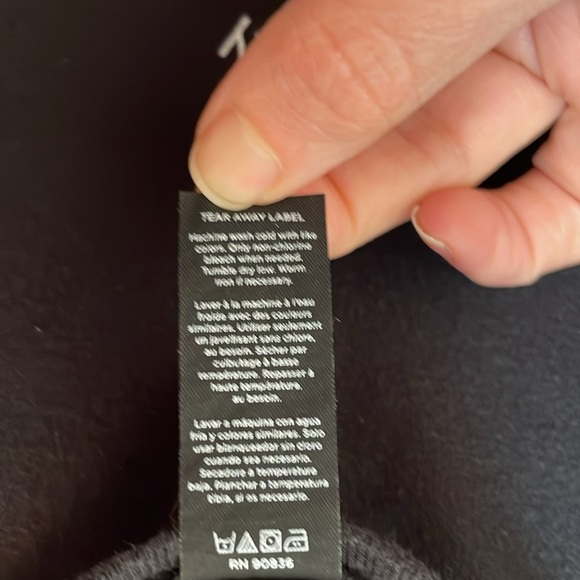 TEAR AWAY LABEL
Machine wash cold with like
colors. Only non-chlorine
bleach when needed.
Tumble dry low. Warm
iron if necessary.
Laver à la machine à l'eau
froide avec des couleurs
similaires. Utiliser seulement
un javelisant sans chlore,
au besoin. Sécher par
culbutage à basse
température. Repasser à
haute température,
au besoin.
Lavar a máquina con agua
fría y colores similares. Solo
usar blanqueador sin cloro
cuando sea necesario.
Secadore a temperatura
baja. Planchar a temperatura
tibia, si es necesario.
RN 90836